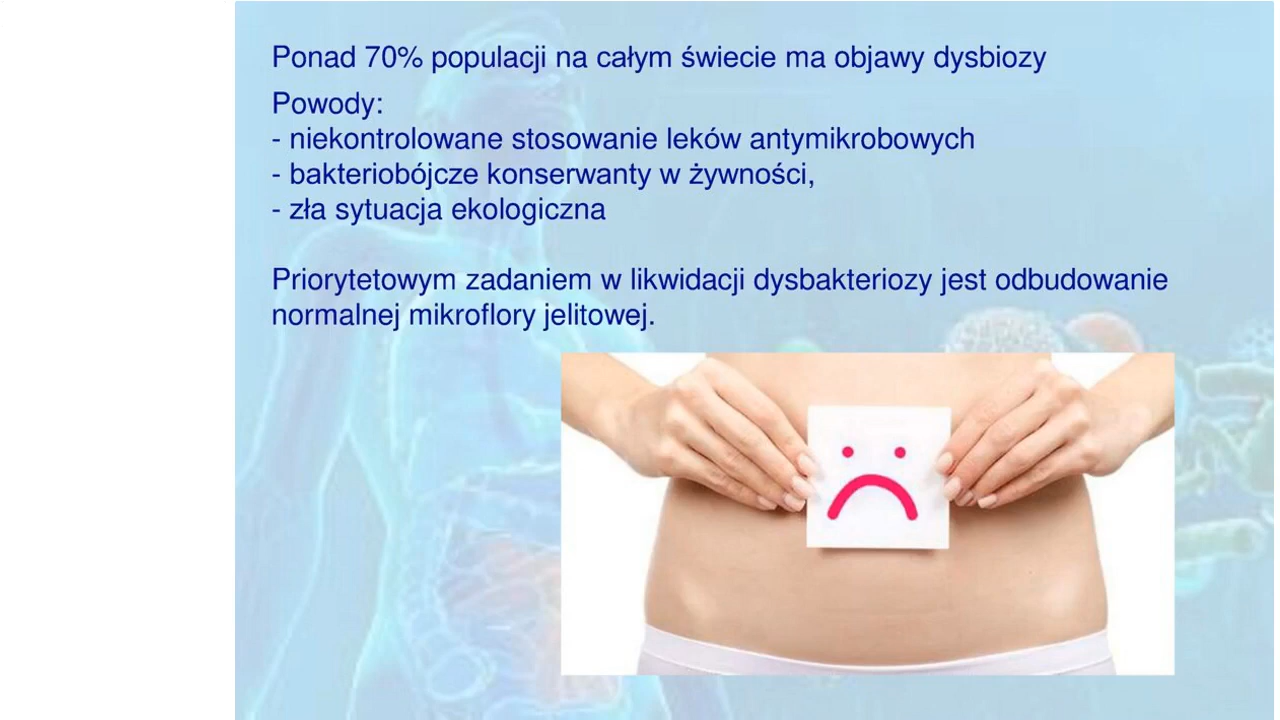 Ponad 70% populacji na całym świecie ma objawy dysbiozy
Powody:
- niekontrolowane stosowanie leków antymikrobowych
- bakteriobójcze konserwanty w żywności,
- zła sytuacja ekologiczna
Priorytetowym zadaniem w likwidacji dysbakteriozy jest odbudowanie
normalnej mikroflory jelitowej.